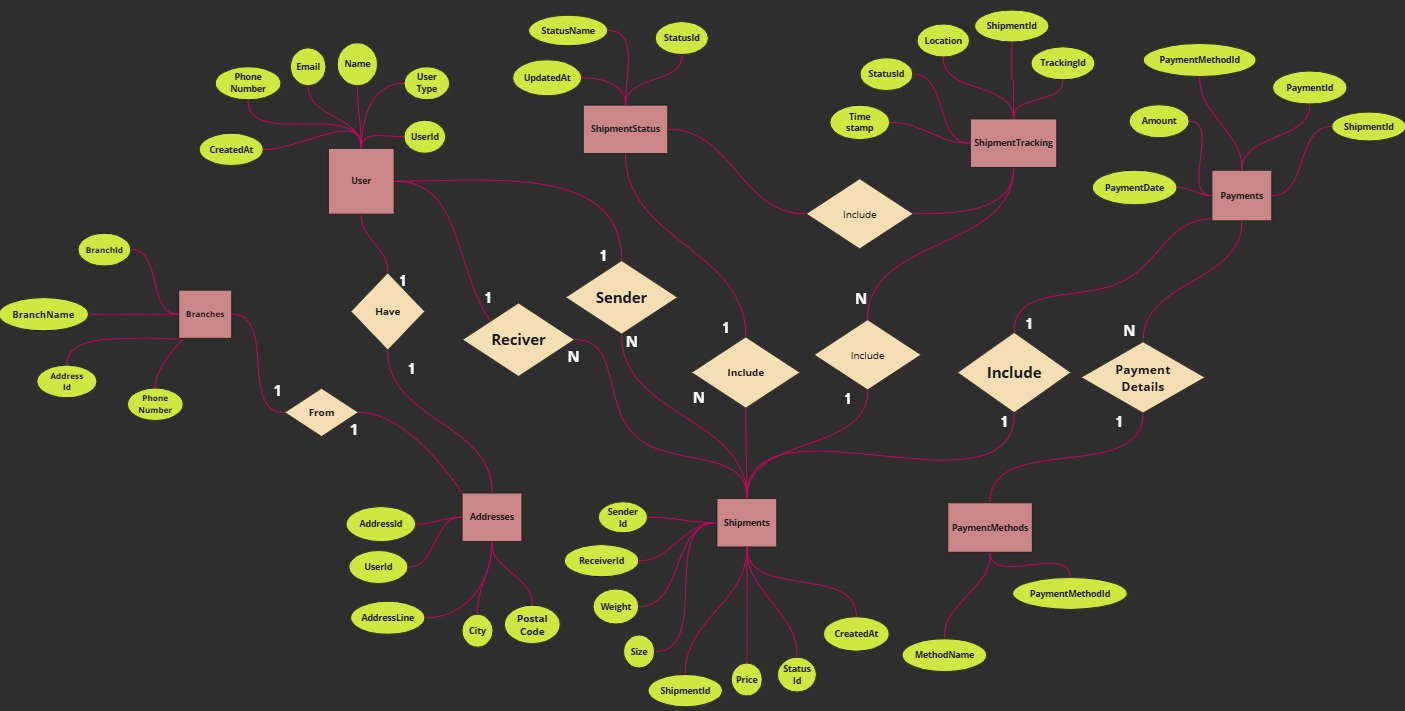 StatusName
StatusId
UpdatedAt
ShipmentStatus
Location
ShipmentId
TrackingId
StatusId
Time
stamp
ShipmentTracking
PaymentMethodId
PaymentId
Amount
ShipmentId
PaymentDate
Payments
Phone
Number
Email
Name
User
Type
CreatedAt
UserId
User
Include
BranchId
BranchName
Branches
Address
Id
Phone
Number
1
Have
1
1
Reciver
N
1
Sender
N
1
Include
N
N
Include
1
1
Include
1
N
Payment
Details
1
1
From
1
Addresses
AddressId
UserId
AddressLine
City
Postal
Code
Shipments
Sender
Id
ReceiverId
Weight
Size
ShipmentId
Price
Status
Id
CreatedAt
PaymentMethods
PaymentMethodId
MethodName